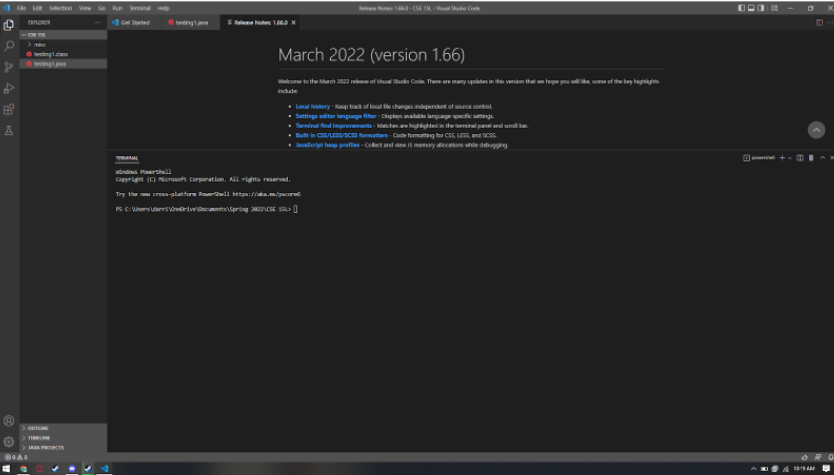 File Edit Selection View Go Run Terminal Help
Release Notes: 1.66.0 - CSE 15L - Visual Studio Code
EXPLORER
Get Started
testing1.java
Release Notes: 1.66.0
CSE 15L
misc
testing1.class
testing1.java
March 2022 (version 1.66)
Welcome to the March 2022 release of Visual Studio Code. There are many updates in this version that we hope you will like, some of the key highlights
include:
Local history - Keep track of local file changes independent of source control.
Settings editor language filter - Displays available language-specific settings.
Terminal find improvements - Matches are highlighted in the terminal panel and scroll bar.
Built-in CSS/LESS/SCSS formatters - Code formatting for CSS, LESS, and SCSS.
JavaScript heap profiles - Collect and view JS memory allocations while debugging.
TERMINAL
powershell
Windows PowerShell
Copyright (C) Microsoft Corporation. All rights reserved.
Try the new cross-platform PowerShell https://aka.ms/pscore6
PS C:\Users\darri\OneDrive\Documents\Spring 2022\CSE 15L>
OUTLINE
TIMELINE
JAVA PROJECTS
0 0
10:15 AM